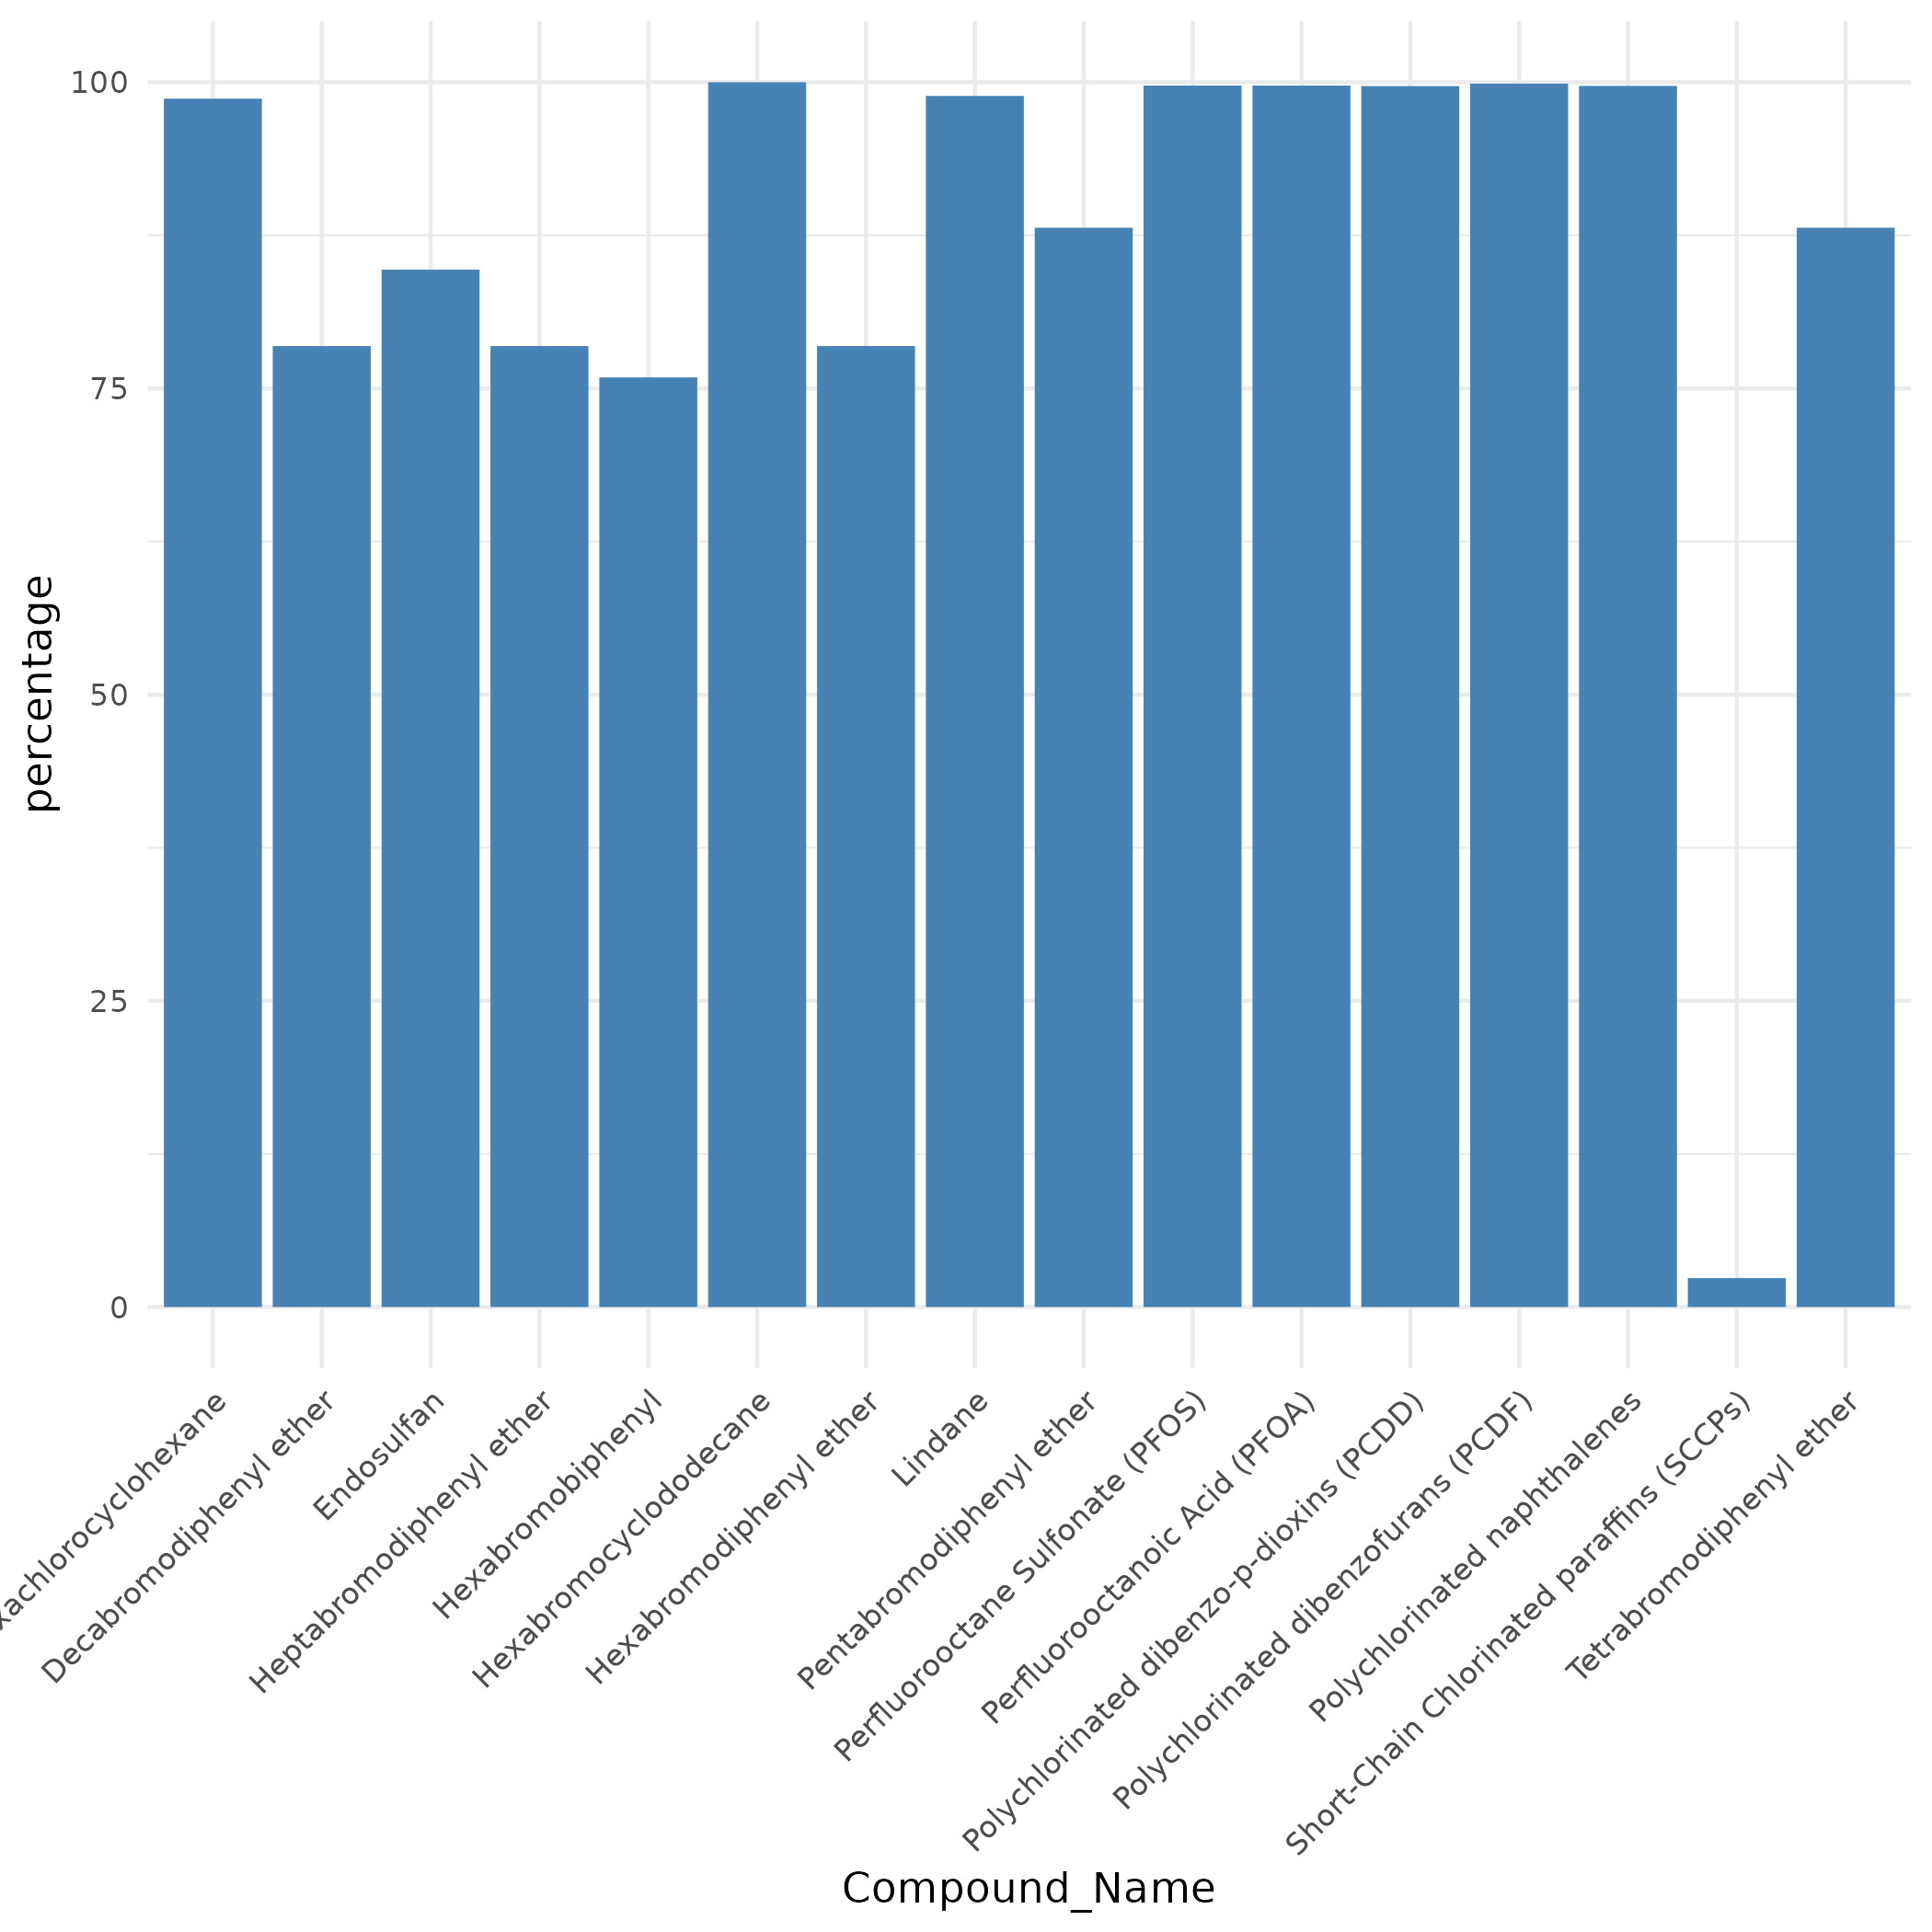 percentage
100
75
50
25
0
xachlorocyclohexane
Decabromodiphenyl ether
Endosulfan
Heptabromodiphenyl ether
Hexabromobiphenyl
Hexabromocyclododecane
Hexabromodiphenyl ether
Lindane
Pentabromodiphenyl ether
Perfluorooctane Sulfonate (PFOS)
Perfluorooctanoic Acid (PFOA)
Polychlorinated dibenzo-p-dioxins (PCDD)
Polychlorinated dibenzofurans (PCDF)
Polychlorinated naphthalenes
Short-Chain Chlorinated paraffins (SCCPs)
Tetrabromodiphenyl ether
Compound_Name